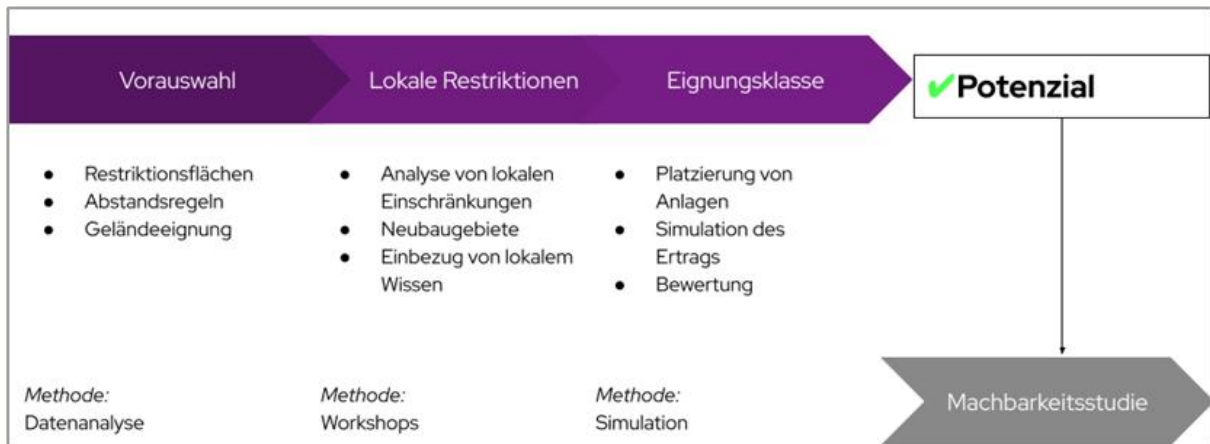 Vorauswahl
Lokale Restriktionen
Eignungsklasse
✔Potenzial
● Restriktionsflächen
● Abstandsregeln
● Geländeeignung
● Analyse von lokalen
Einschränkungen
● Neubaugebiete
● Einbezug von lokalem
Wissen
● Platzierung von
Anlagen
● Simulation des
Ertrags
● Bewertung
Methode:
Datenanalyse
Methode:
Workshops
Methode:
Simulation
Machbarkeitsstudie